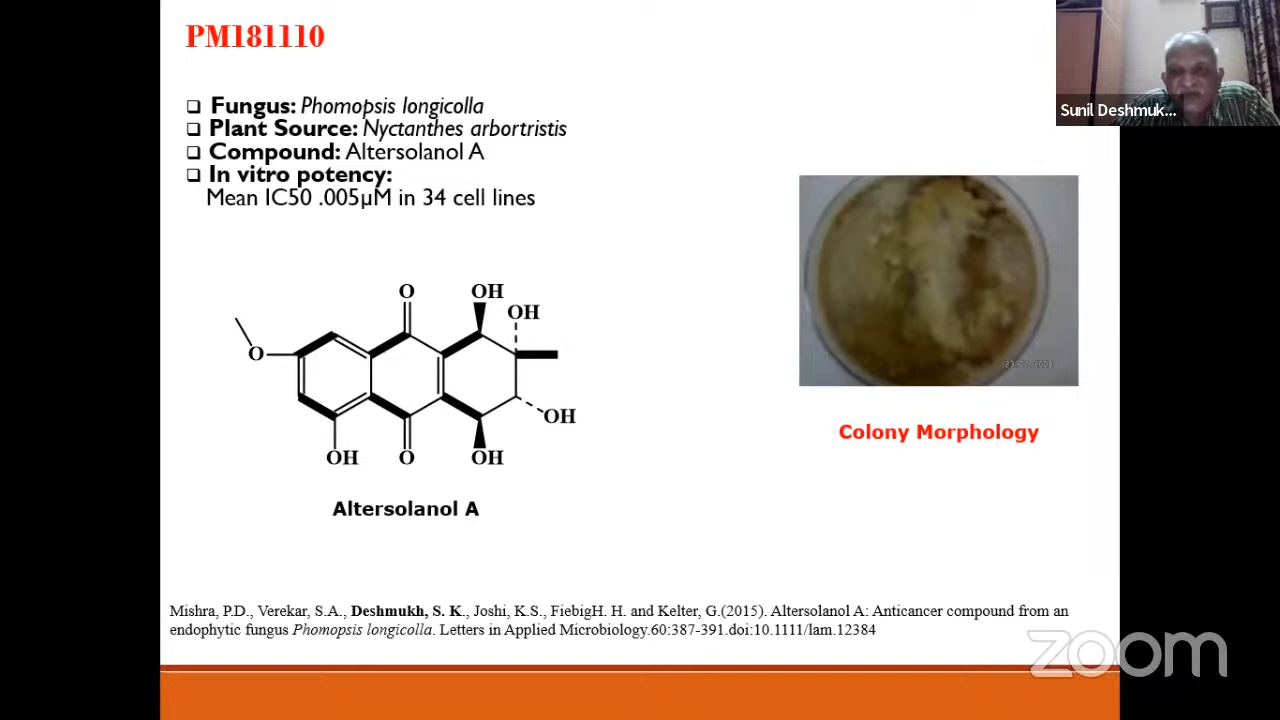 PM181110
Sunil Deshmuk...
❑ Fungus: Phomopsis longicolla
❑ Plant Source: Nyctanthes arbortristis
❑ Compound: Altersolanol A
❑ In vitro potency:
Mean IC50 .005µM in 34 cell lines
O
OH
OH
O
OH
OH
O
OH
23.01.2008
Colony Morphology
Altersolanol A
Mishra, P.D., Verekar, S.A., Deshmukh, S. K., Joshi, K.S., FiebigH. H. and Kelter, G.(2015). Altersolanol A: Anticancer compound from an
endophytic fungus Phomopsis longicolla. Letters in Applied Microbiology.60:387-391.doi:10.1111/lam.12384
zoom